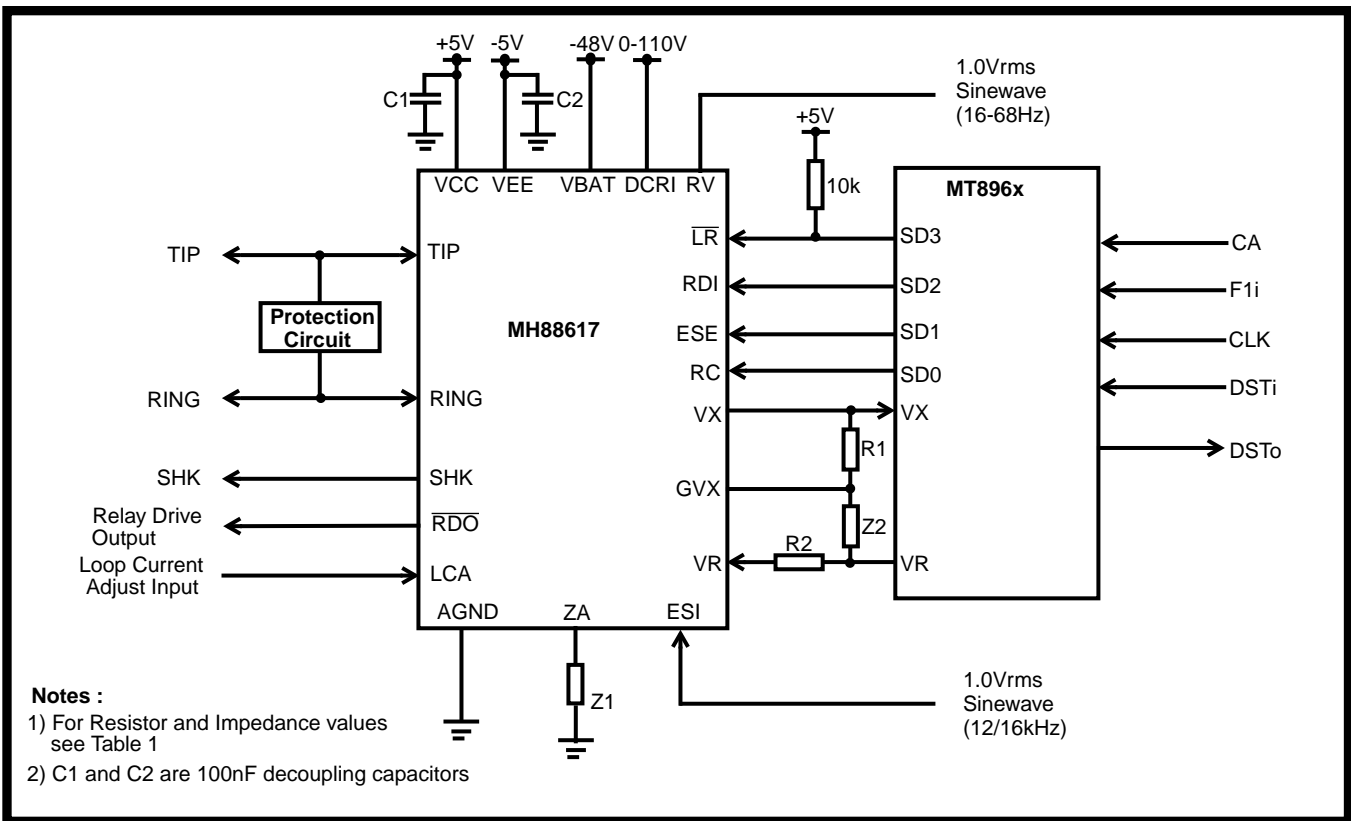 +5V -5V -48V 0-110V
C1 C2
1.0Vrms
Sinewave
(16-68Hz)
+5V
10k
VCC VEE VBAT DCRI RV
MT896x
TIP TIP LR SD3 CA
RDI SD2 F1i
Protection
Circuit
MH88617
ESE SD1 CLK
RC SD0
RING RING VX VX DSTi
R1 DSTo
SHK SHK GVX
Relay Drive
Output
RDO Z2
Loop Current
Adjust Input
LCA VR R2 VR
AGND ZA ESI
Z1
1.0Vrms
Sinewave
(12/16kHz)
Notes :
1) For Resistor and Impedance values
see Table 1
2) C1 and C2 are 100nF decoupling capacitors